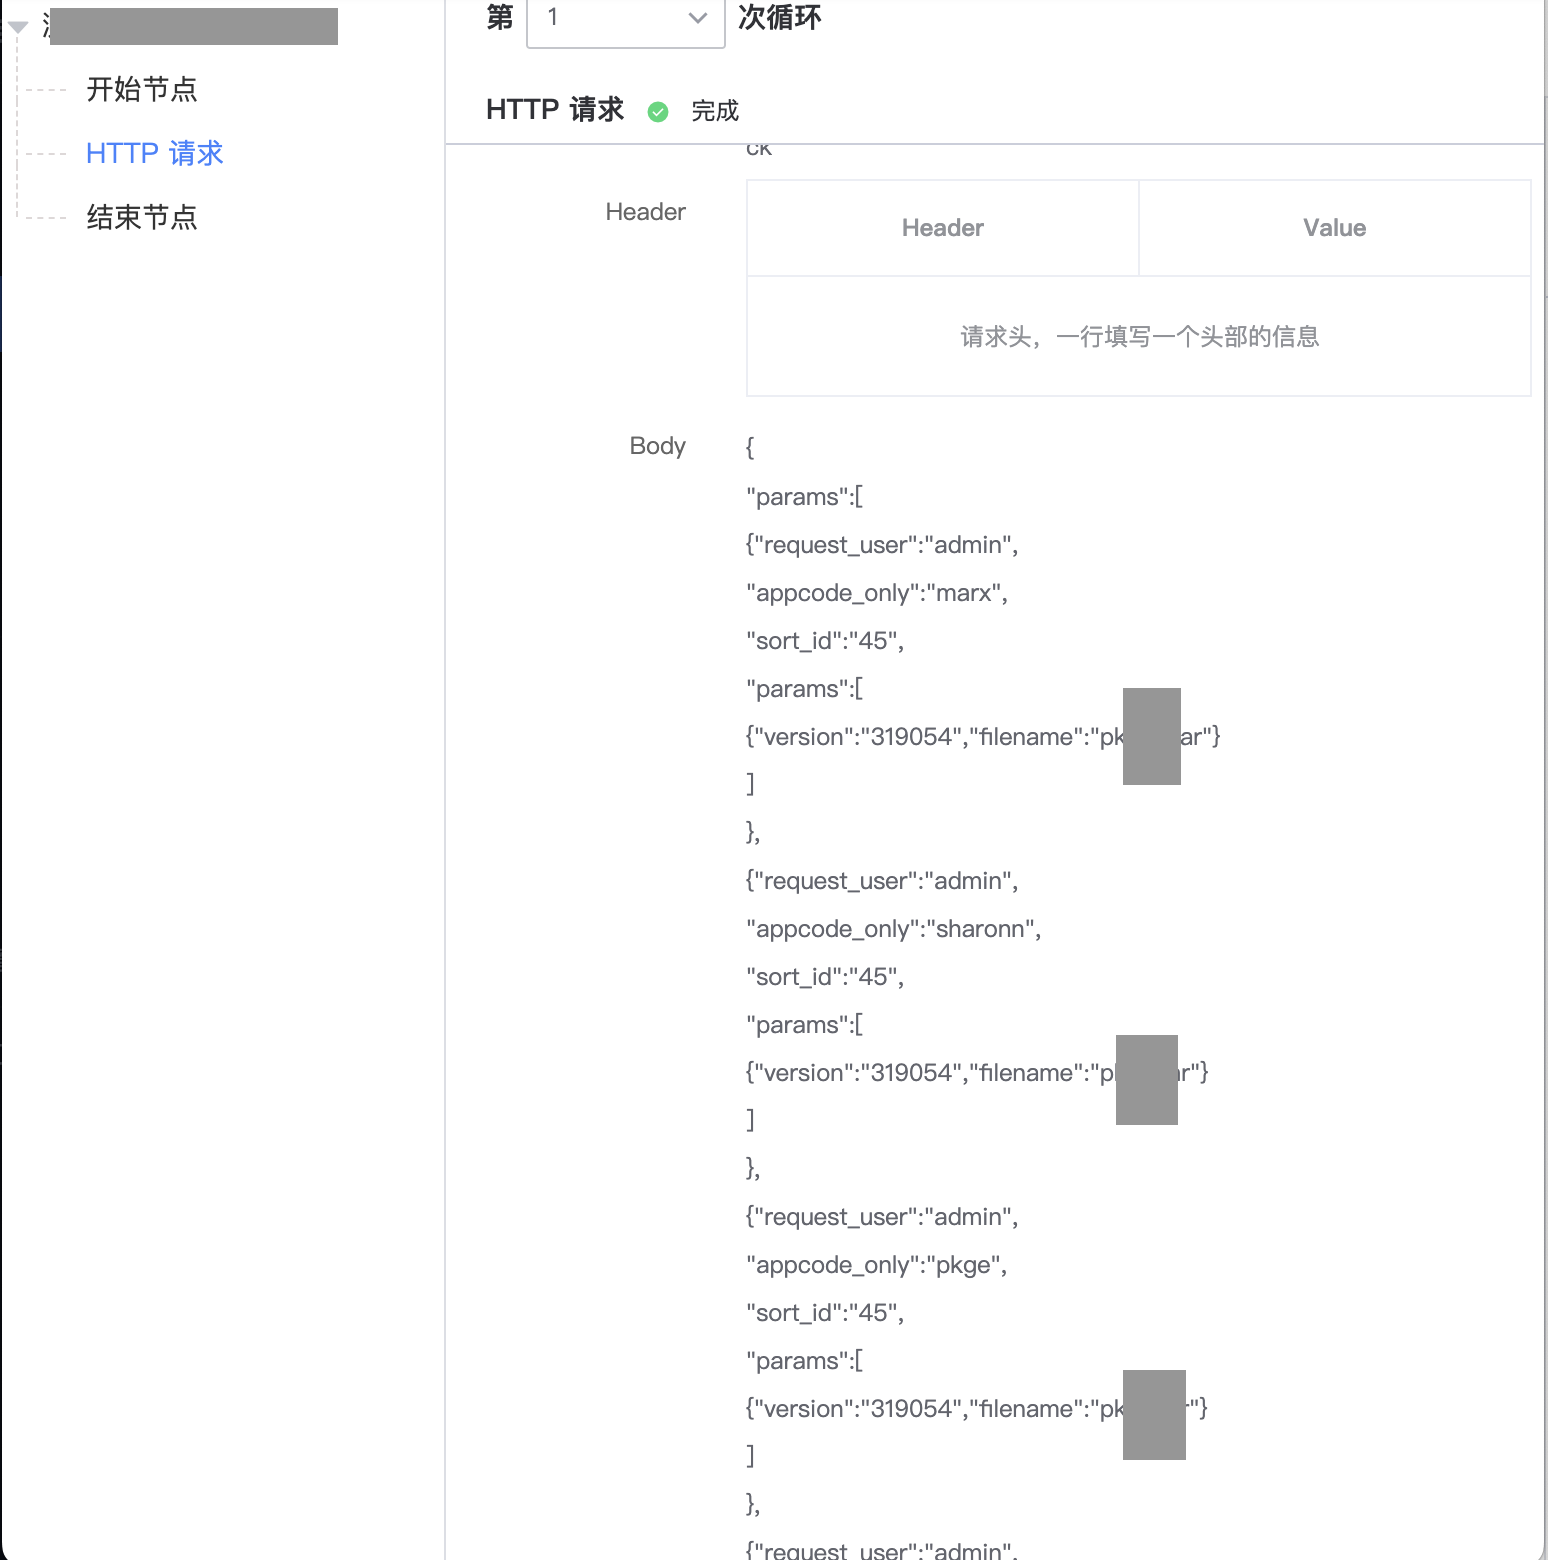 第 1 次循环
开始节点
HTTP 请求
结束节点
HTTP 请求 完成
ck
Header
Header Value
请求头，一行填写一个头部的信息
Body
{
"params":[
{"request_user":"admin",
"appcode_only":"marx",
"sort_id":"45",
"params":[
{"version":"319054","filename":"pk ar"}
]
},
{"request_user":"admin",
"appcode_only":"sharonn",
"sort_id":"45",
"params":[
{"version":"319054","filename":"p r"}
]
},
{"request_user":"admin",
"appcode_only":"pkge",
"sort_id":"45",
"params":[
{"version":"319054","filename":"pk r"}
]
},
{"request_user":"admin",